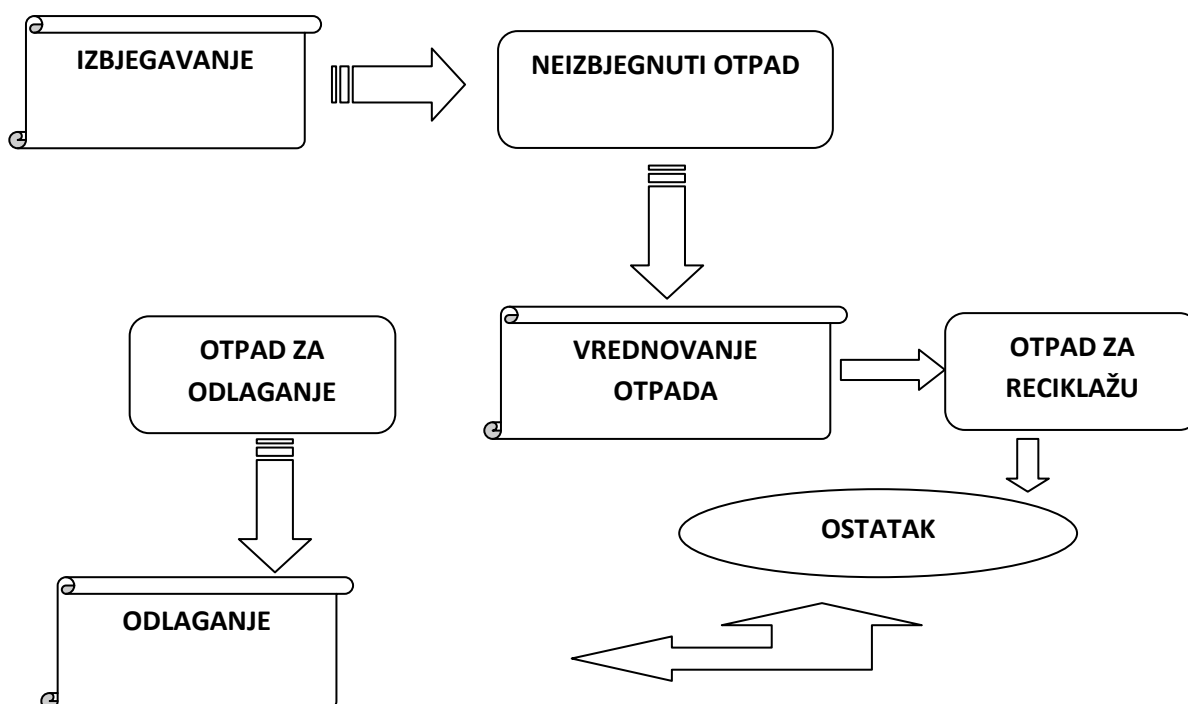 IZBJEGAVANJE
NEIZBJEGNUTI OTPAD
OTPAD ZA
ODLAGANJE
VREDNOVANJE
OTPADA
OTPAD ZA
RECIKLAŽU
OSTATAK
ODLAGANJE